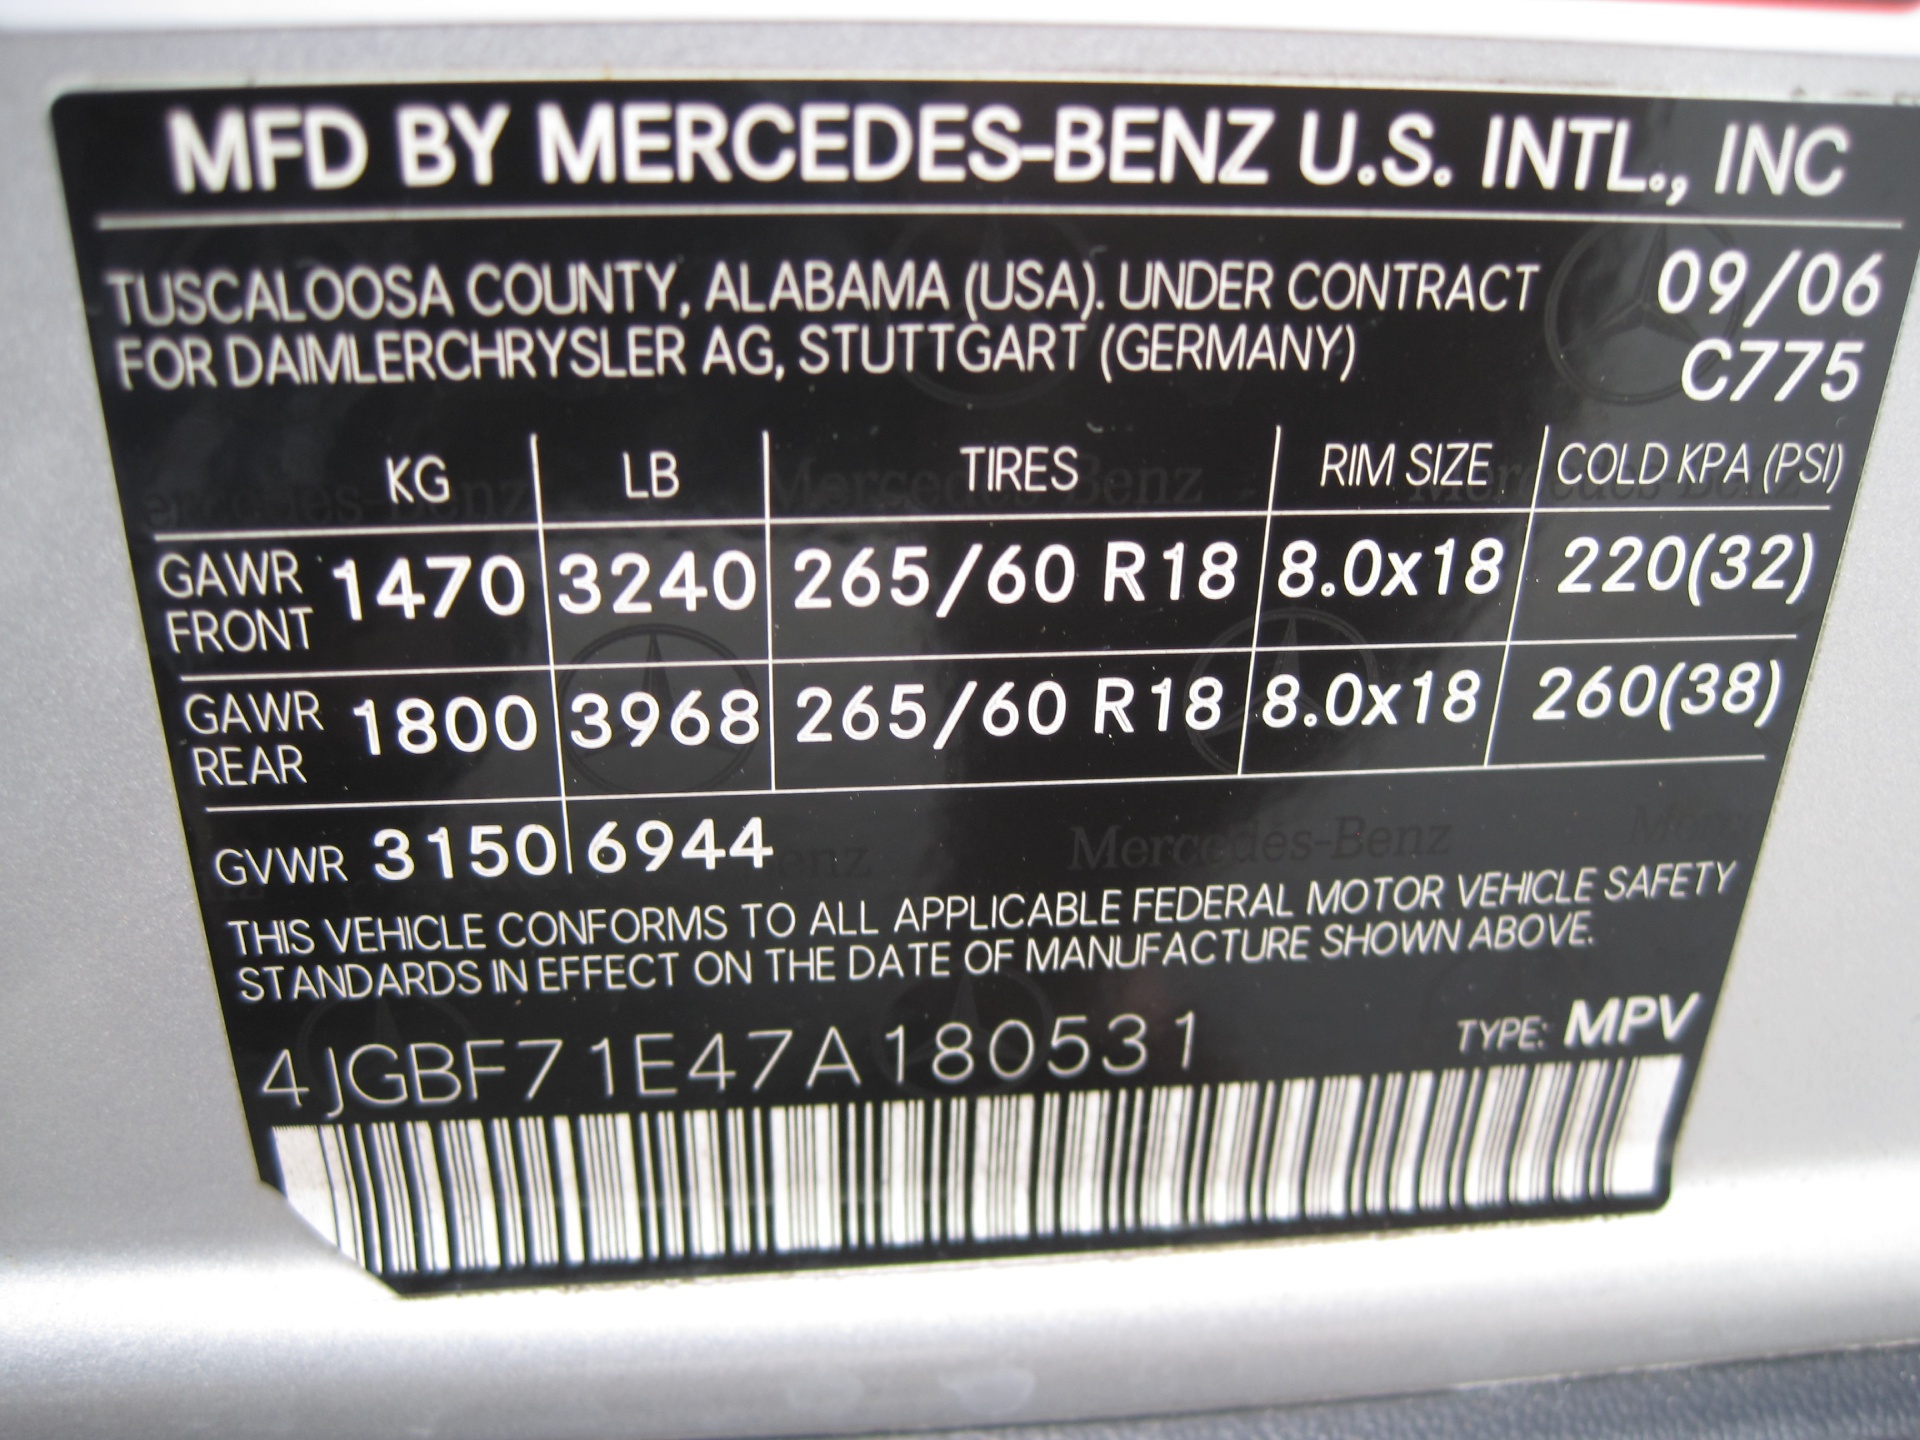 MFD BY MERCEDES-BENZ U.S. INTL., INC
TUSCALOOSA COUNTY, ALABAMA (USA). UNDER CONTRACT 09/06
FOR DAIMLERCHRYSLER AG, STUTTGART (GERMANY) C775
KG LB TIRES RIM SIZE COLD KPA (PSI)
GAWR FRONT 1470 3240 265/60 R18 8.0x18 220(32)
GAWR REAR 1800 3968 265/60 R18 8.0x18 260(38)
GVWR 3150 6944
THIS VEHICLE CONFORMS TO ALL APPLICABLE FEDERAL MOTOR VEHICLE SAFETY
STANDARDS IN EFFECT ON THE DATE OF MANUFACTURE SHOWN ABOVE.
4JGBF71E47A180531 TYPE: MPV